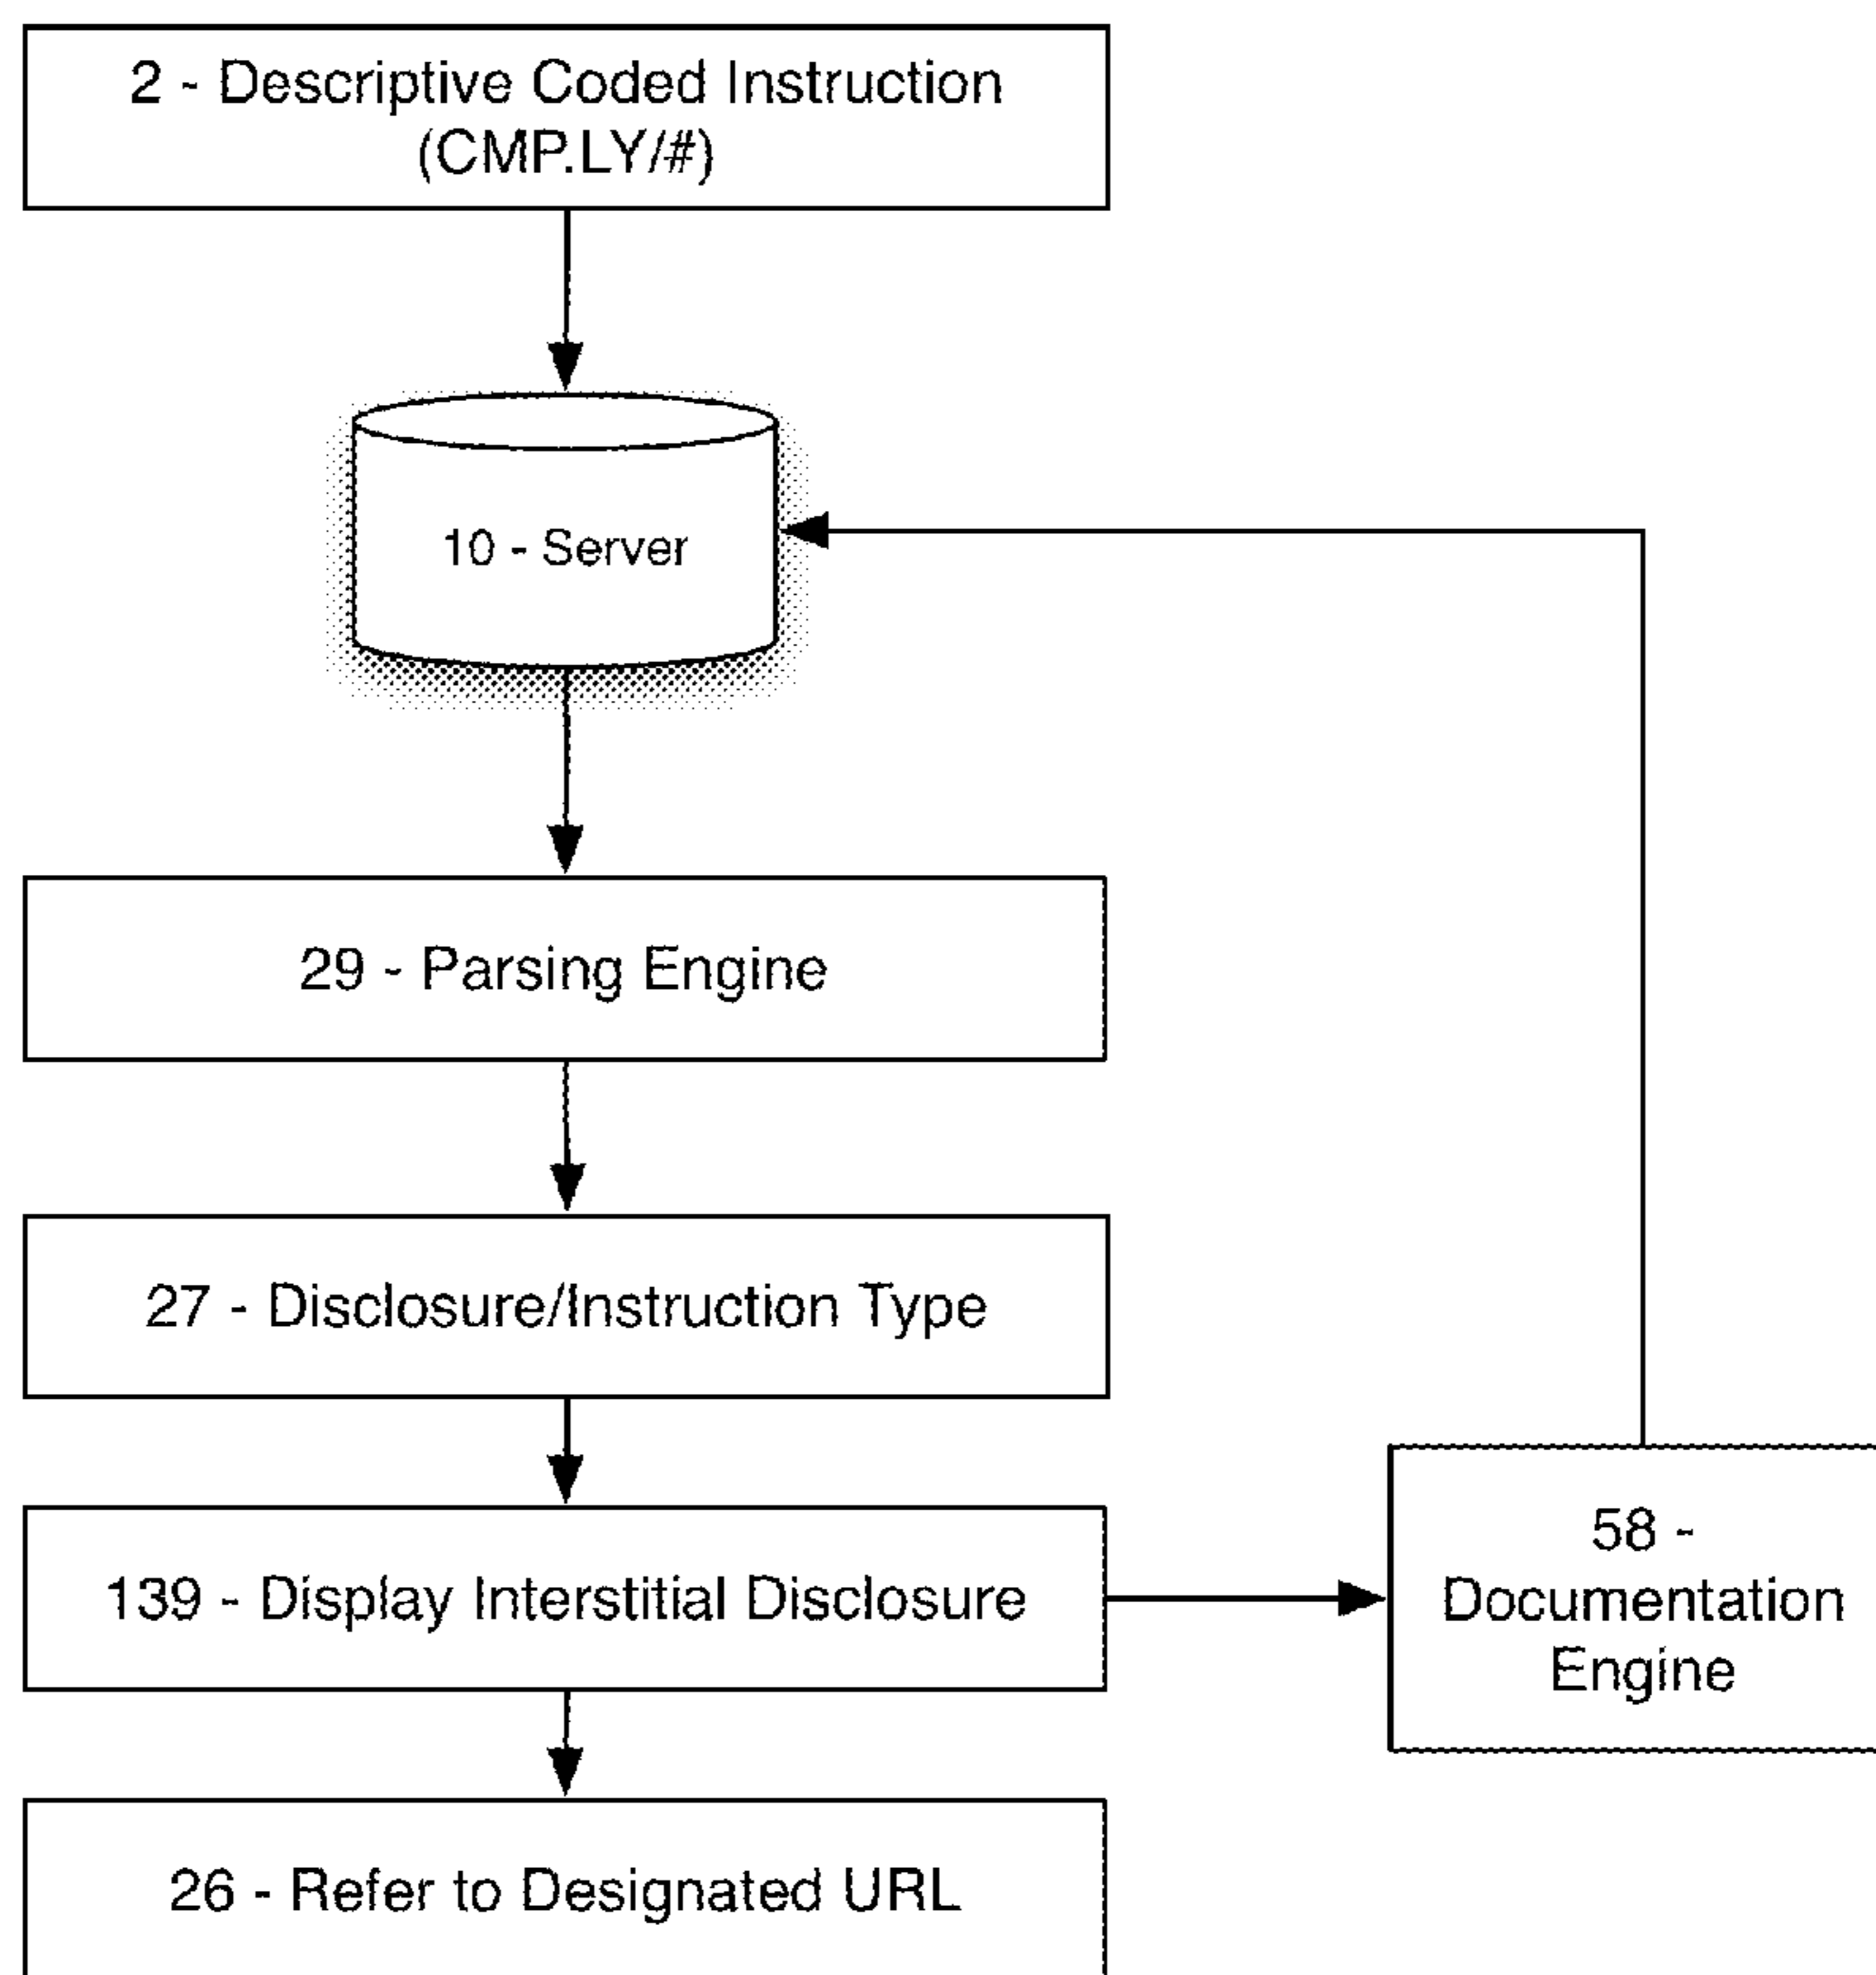 2 - Descriptive Coded Instruction
(CMP.LY/#)
10 - Server
29 - Parsing Engine
27 - Disclosure/Instruction Type
139 - Display Interstitial Disclosure
58 -
Documentation
Engine
26 - Refer to Designated URL